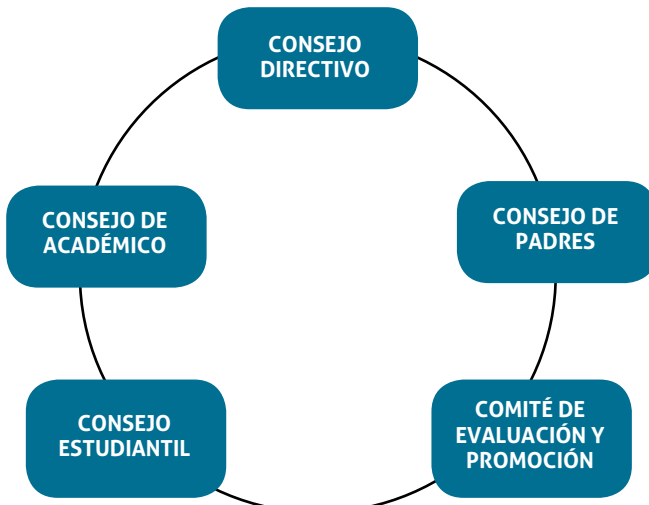 CONSEJO
DIRECTIVO
CONSEJO DE
ACADÉMICO
CONSEJO DE
PADRES
CONSEJO
ESTUDIANTIL
COMITÉ DE
EVALUACIÓN Y
PROMOCIÓN